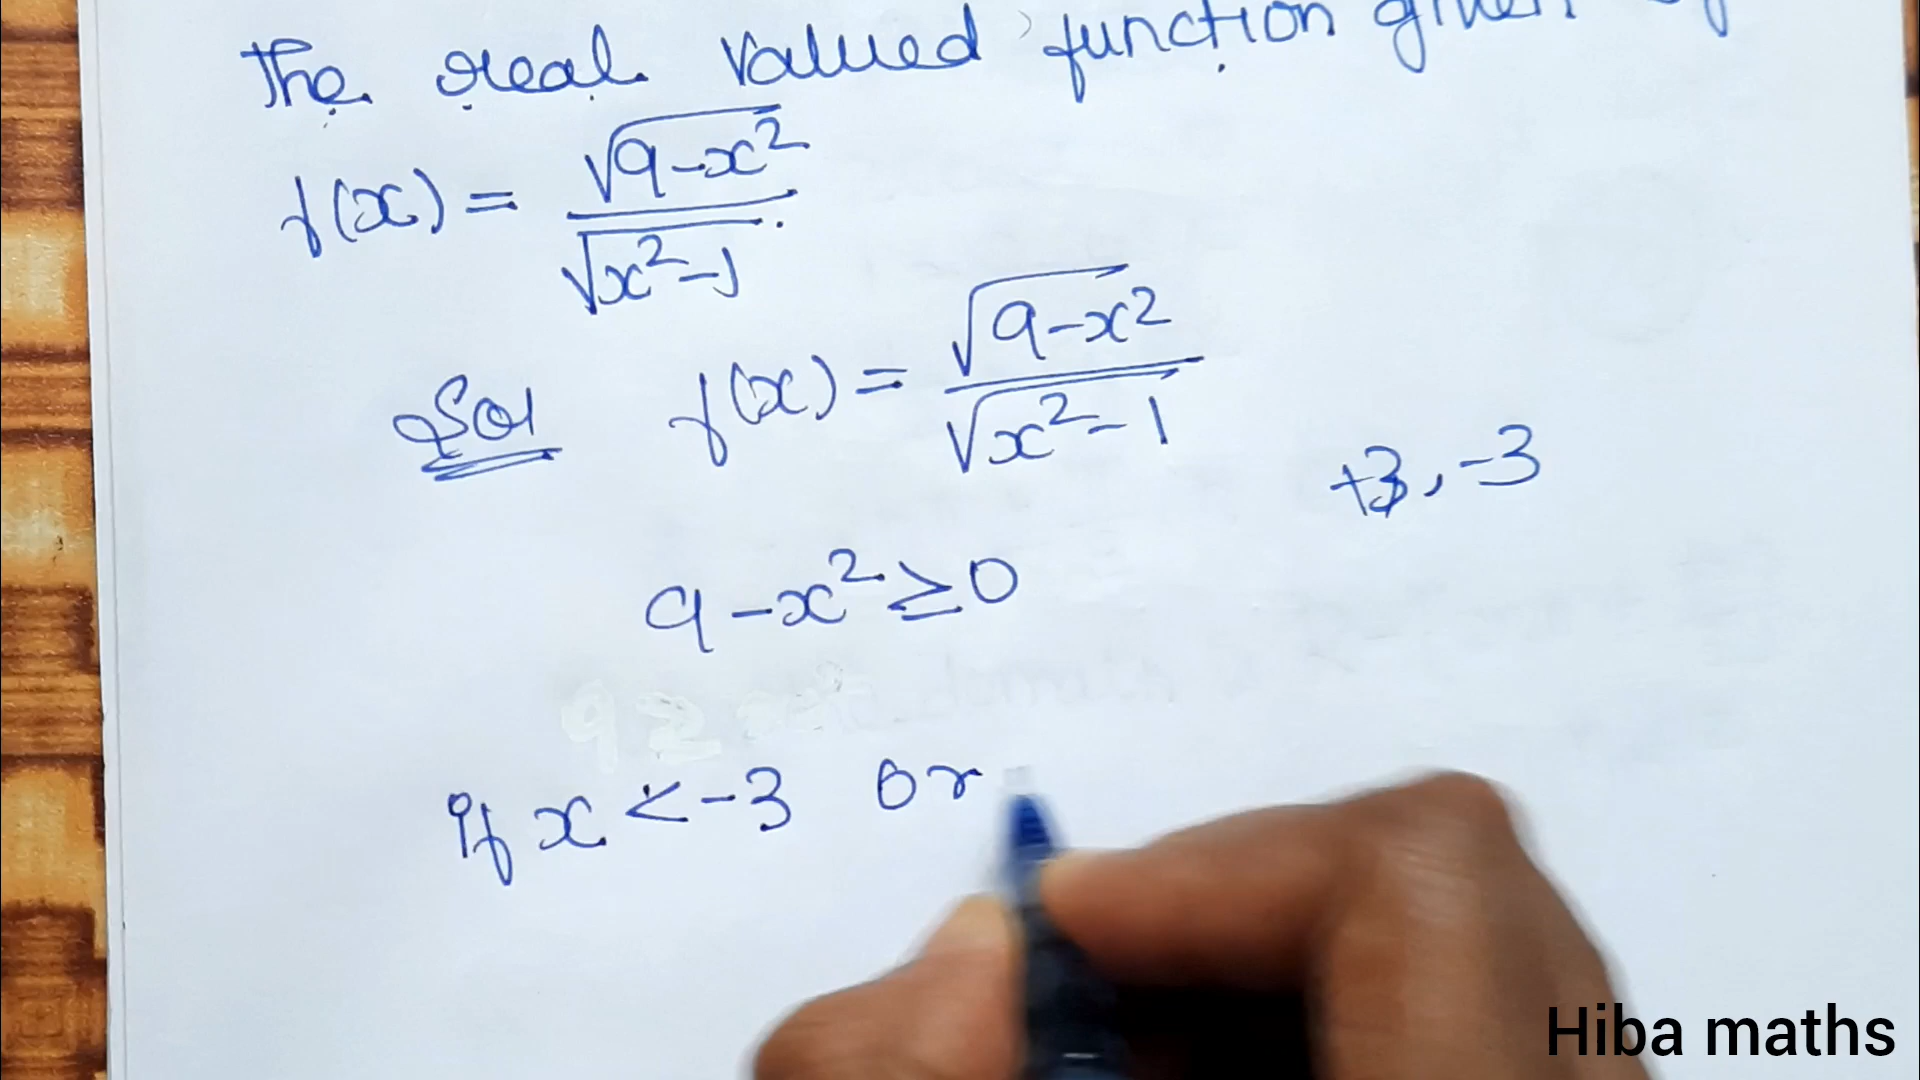 The real valued function given
f(x) = √9-x² / √x²-1.
Sol f(x) = √9-x² / √x²-1
+3, -3
9-x² ≥ 0
if x < -3 or
Hiba maths